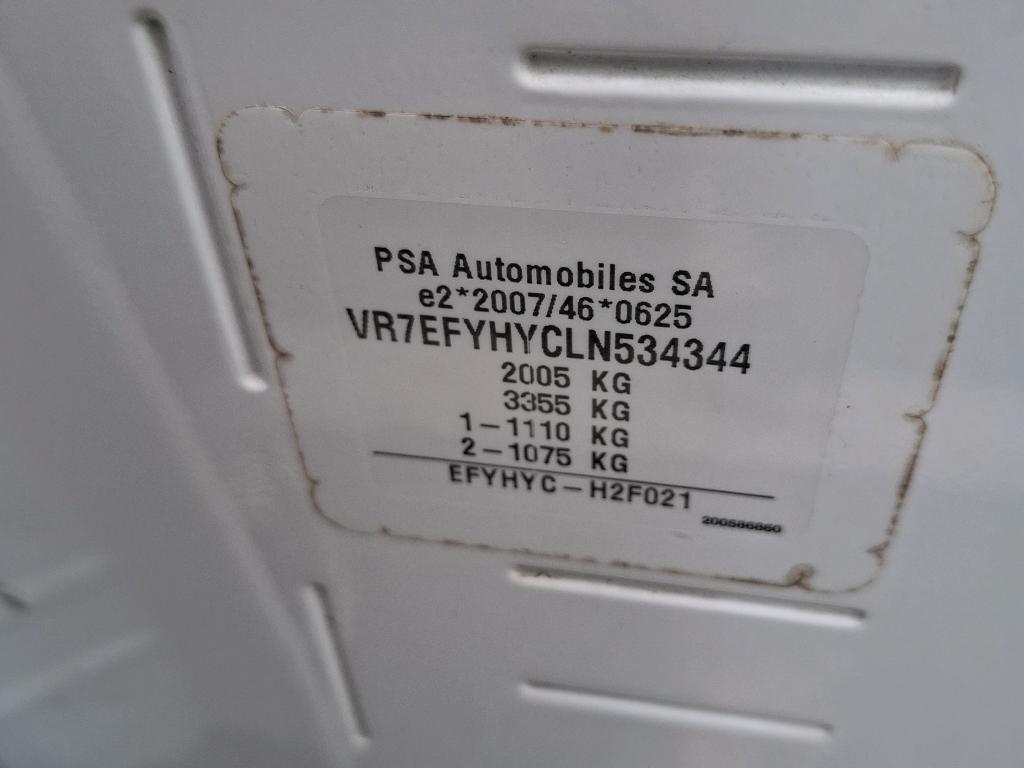 PSA Automobiles SA
e2*2007/46*0625
VR7EFYHYCLN534344
2005 KG
3355 KG
1-1110 KG
2-1075 KG
EFYHYC-H2F021
200586860